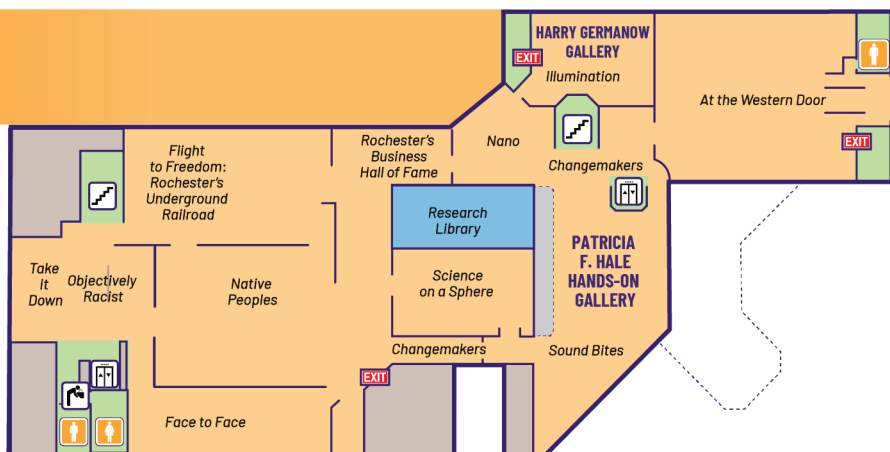 HARRY GERMANOW
GALLERY
EXIT
Illumination
At the Western Door
EXIT
Flight
to Freedom:
Rochester's
Underground
Railroad
Rochester's
Business
Hall of Fame
Nano
Changemakers
Research
Library
PATRICIA
F. HALE
HANDS-ON
GALLERY
Take
It
Down
Objectively
Racist
Native
Peoples
Science
on a Sphere
Changemakers
Sound Bites
EXIT
Face to Face